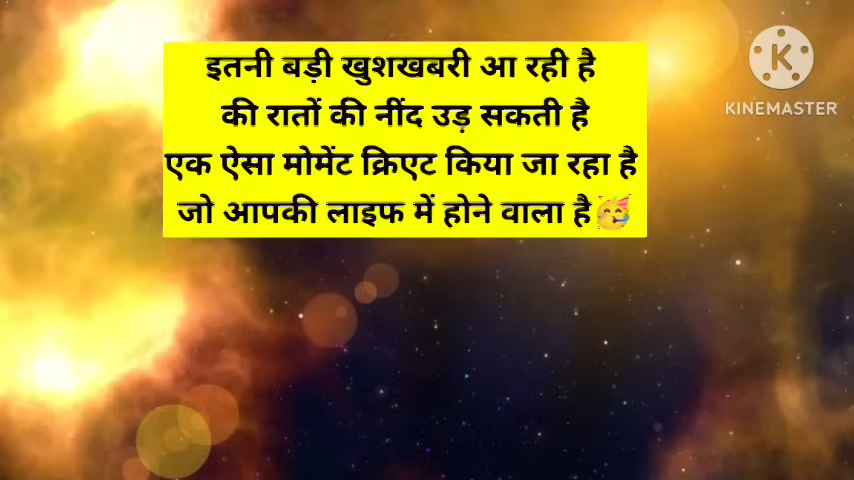 इतनी बड़ी खुशखबरी आ रही है
की रातों की नींद उड़ सकती है
एक ऐसा मोमेंट क्रिएट किया जा रहा है
जो आपकी लाइफ में होने वाला है🥳
K
KINEMASTER